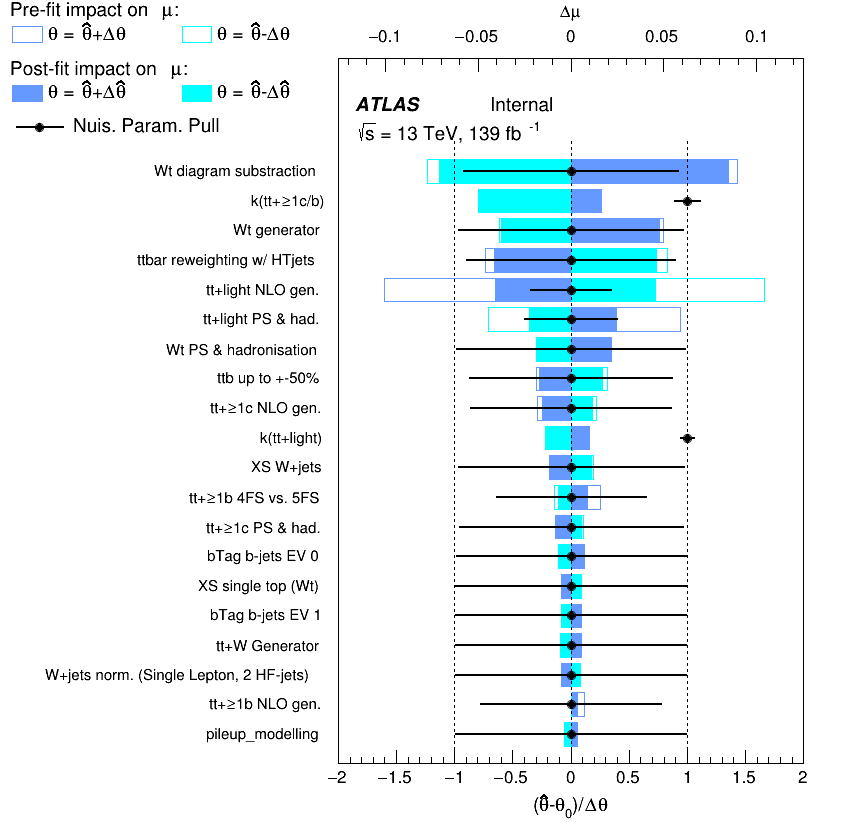 Pre-fit impact on μ:
θ = θ̂+Δθ θ = θ̂-Δθ
Post-fit impact on μ:
θ = θ̂+Δθ̂ θ = θ̂-Δθ̂
Nuis. Param. Pull
Δμ
−0.1 −0.05 0 0.05 0.1
ATLAS Internal
√s = 13 TeV, 139 fb⁻¹
Wt diagram substraction
k(tt+≥1c/b)
Wt generator
ttbar reweighting w/ HTjets
tt+light NLO gen.
tt+light PS & had.
Wt PS & hadronisation
ttb up to +-50%
tt+≥1c NLO gen.
k(tt+light)
XS W+jets
tt+≥1b 4FS vs. 5FS
tt+≥1c PS & had.
bTag b-jets EV 0
XS single top (Wt)
bTag b-jets EV 1
tt+W Generator
W+jets norm. (Single Lepton, 2 HF-jets)
tt+≥1b NLO gen.
pileup_modelling
−2 −1.5 −1 −0.5 0 0.5 1 1.5 2
(θ̂-θ₀)/Δθ